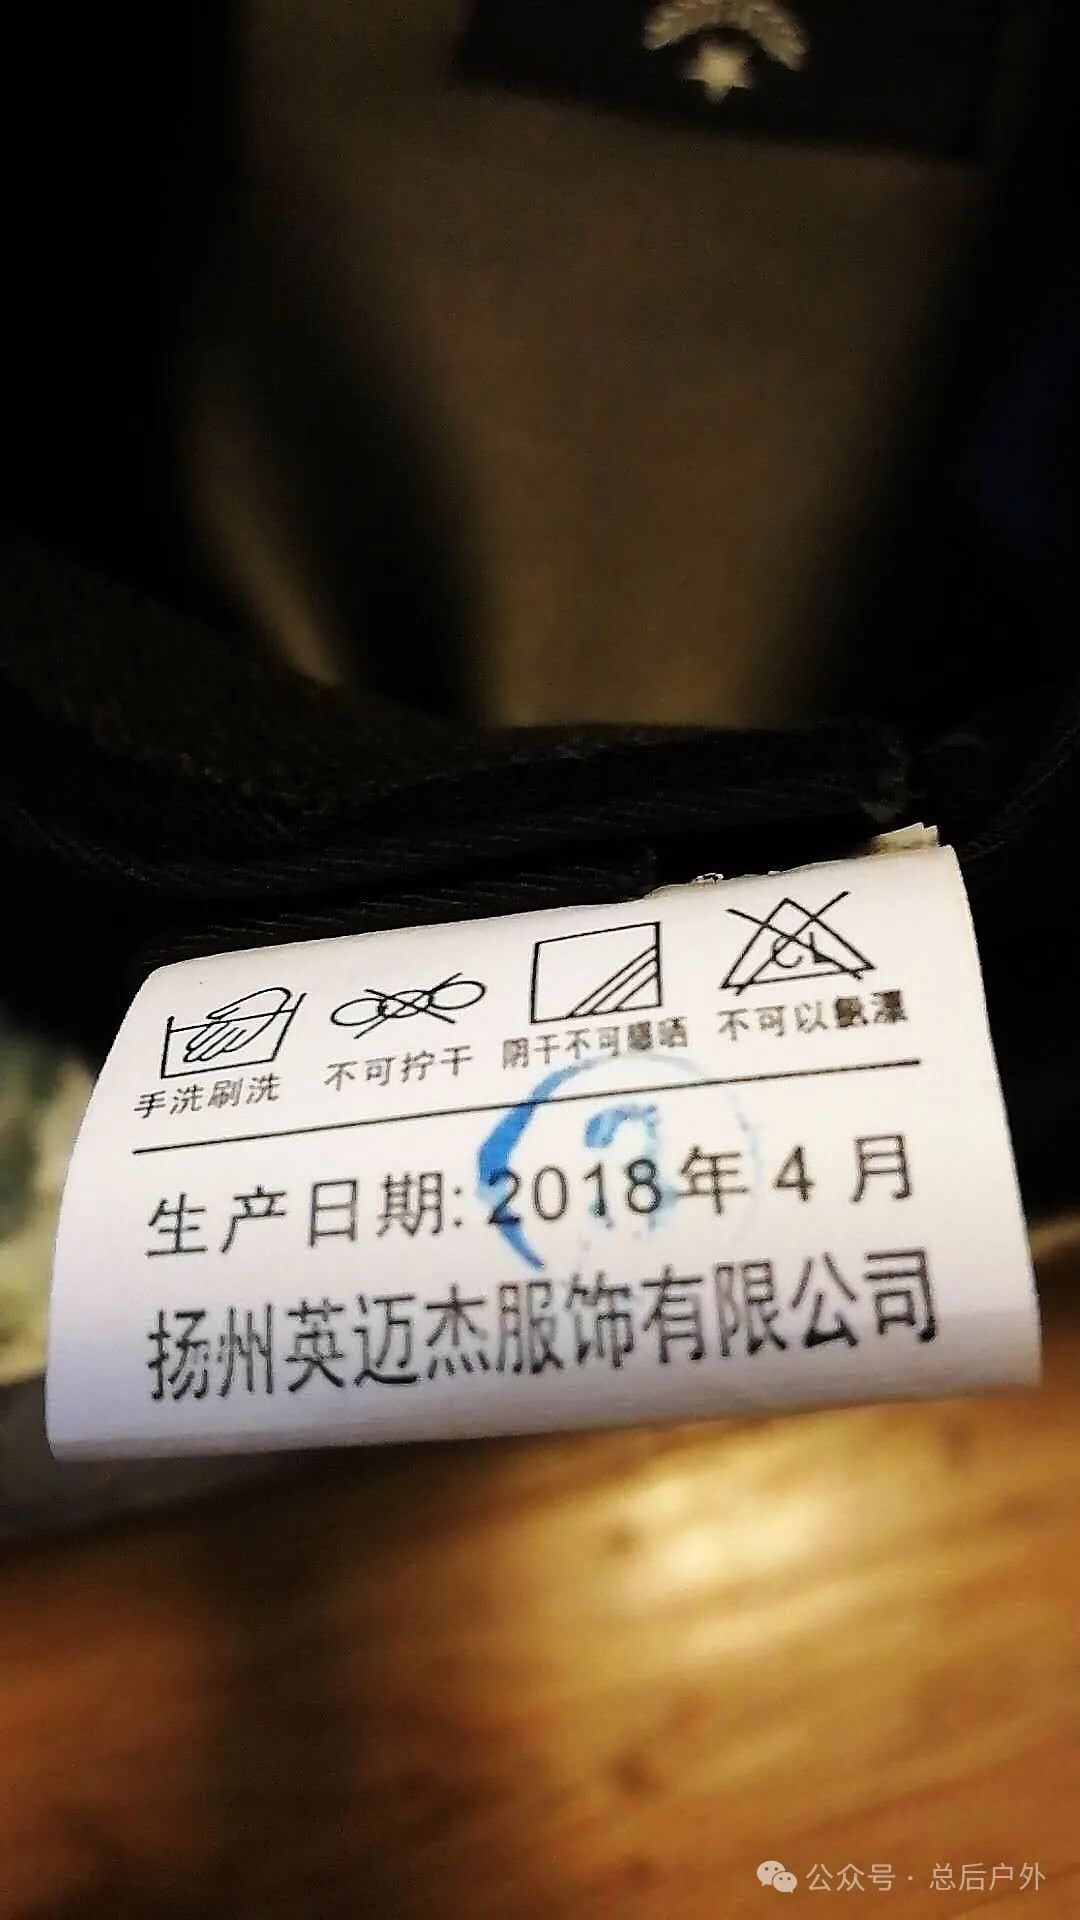 CL
手洗刷洗 不可拧干 阴干不可曝晒 不可以氯漂
生产日期:2018年4月
扬州英迈杰服饰有限公司
公众号·总后户外